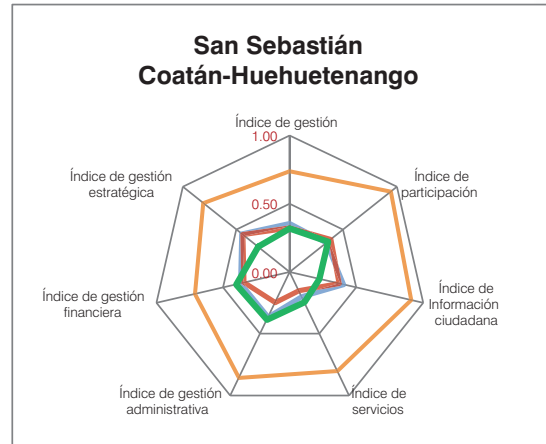 San Sebastián
Coatán-Huehuetenango
Índice de gestión
1.00
Índice de gestión
estratégica
Índice de
participación
0.50
0.00
Índice de gestión
financiera
Índice de
Información
ciudadana
Índice de gestión
administrativa
Índice de
servicios